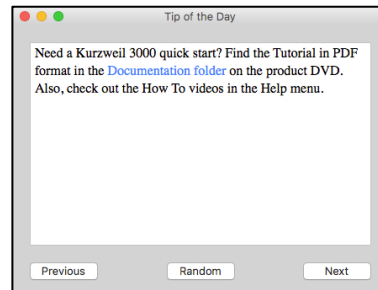 Tip of the Day
Need a Kurzweil 3000 quick start? Find the Tutorial in PDF
format in the Documentation folder on the product DVD.
Also, check out the How To videos in the Help menu.
Previous
Random
Next